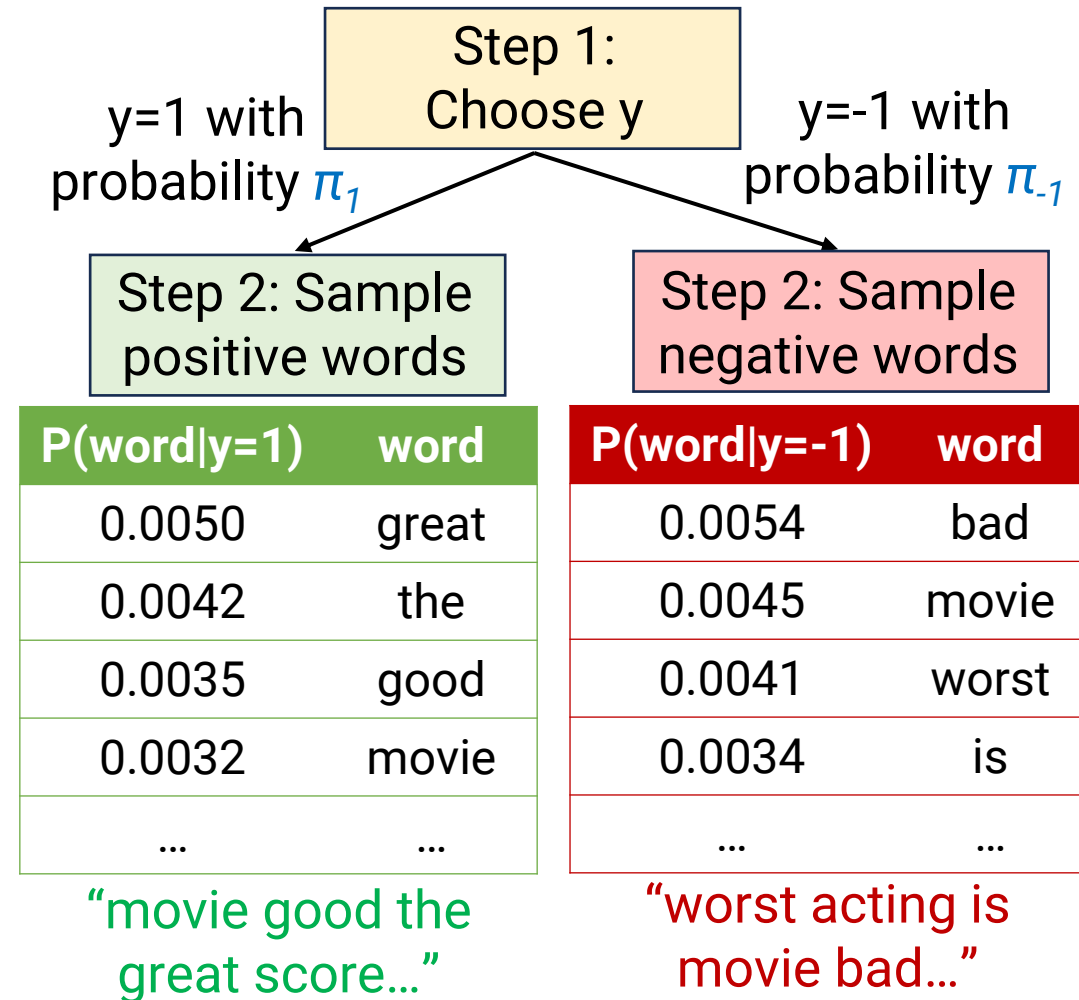 Step 1:
Choose y
y=1 with
probability π₁
y=-1 with
probability π₋₁
Step 2: Sample
positive words
Step 2: Sample
negative words
P(word|y=1) word
0.0050 great
0.0042 the
0.0035 good
0.0032 movie
... ...
P(word|y=-1) word
0.0054 bad
0.0045 movie
0.0041 worst
0.0034 is
... ...
“movie good the
great score...”
“worst acting is
movie bad...”